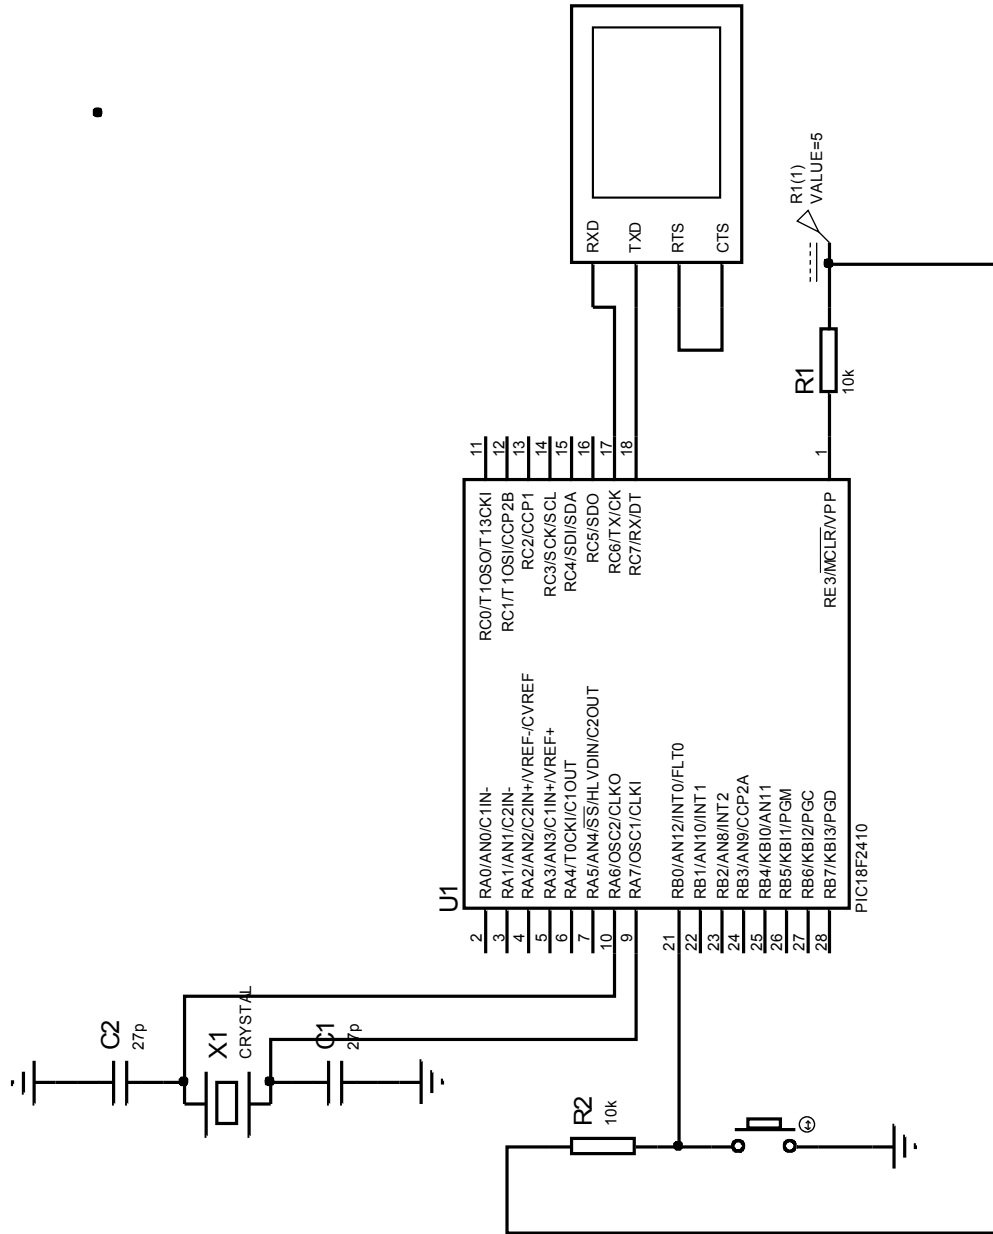 RXD
TXD
RTS
CTS
R1(1)
VALUE=5
R1
10k
11
12
13
14
15
16
17
18
1
RC0/T1OSO/T13CKI
RC1/T1OSI/CCP2B
RC2/CCP1
RC3/SCK/SCL
RC4/SDI/SDA
RC5/SDO
RC6/TX/CK
RC7/RX/DT
RE3/MCLR/VPP
U1
RA0/AN0/C1IN-
RA1/AN1/C2IN-
RA2/AN2/C2IN+/VREF-/CVREF
RA3/AN3/C1IN+/VREF+
RA4/T0CKI/C1OUT
RA5/AN4/SS/HLVDIN/C2OUT
RA6/OSC2/CLKO
RA7/OSC1/CLKI
RB0/AN12/INT0/FLT0
RB1/AN10/INT1
RB2/AN8/INT2
RB3/AN9/CCP2A
RB4/KBI0/AN11
RB5/KBI1/PGM
RB6/KBI2/PGC
RB7/KBI3/PGD
PIC18F2410
2
3
4
5
6
7
10
9
21
22
23
24
25
26
27
28
C2
27p
X1
CRYSTAL
C1
27p
R2
10k